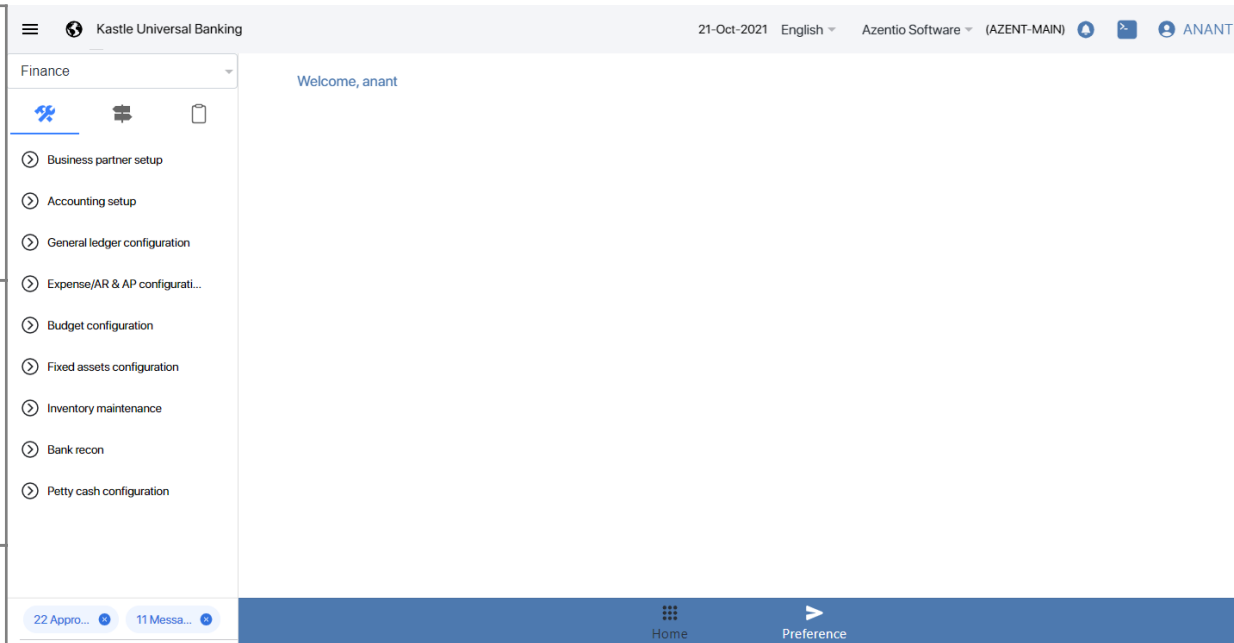 Kastle Universal Banking 21-Oct-2021 English Azentio Software (AZENT-MAIN) ANANT
Finance
Welcome, anant
Business partner setup
Accounting setup
General ledger configuration
Expense/AR & AP configurati...
Budget configuration
Fixed assets configuration
Inventory maintenance
Bank recon
Petty cash configuration
22 Appro... 11 Messa...
Home Preference